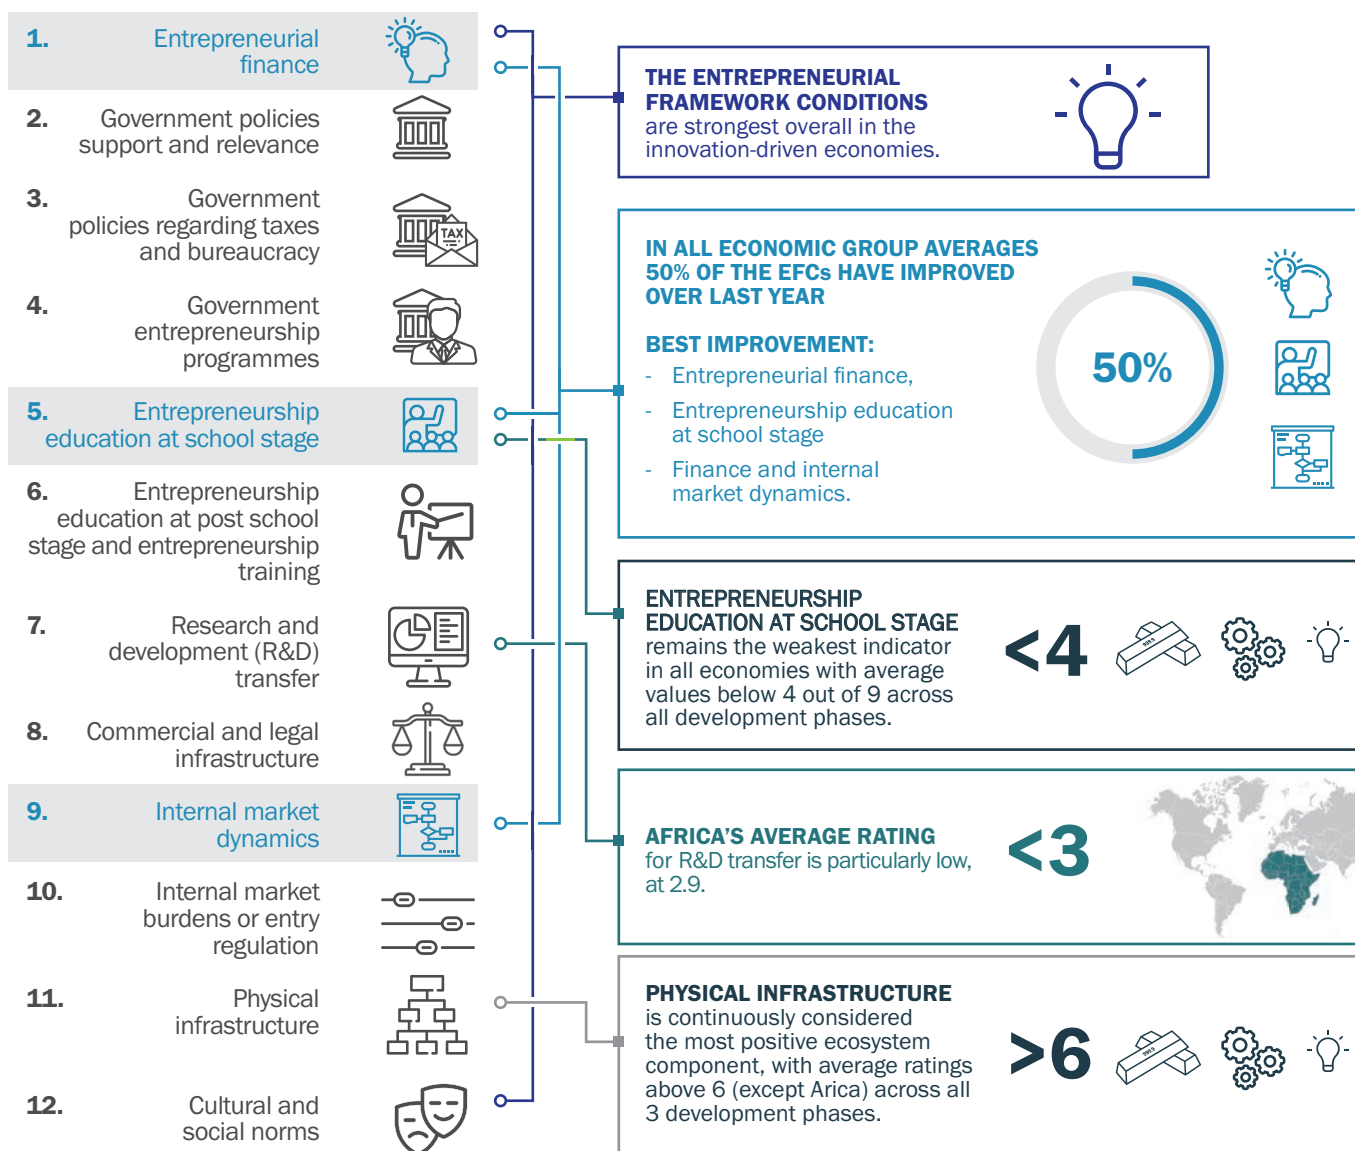 1. Entrepreneurial
finance
2. Government policies
support and relevance
3. Government
policies regarding taxes
and bureaucracy
TAX
4. Government
entrepreneurship
programmes
5. Entrepreneurship
education at school stage
6. Entrepreneurship
education at post school
stage and entrepreneurship
training
7. Research and
development (R&D)
transfer
8. Commercial and legal
infrastructure
9. Internal market
dynamics
10. Internal market
burdens or entry
regulation
11. Physical
infrastructure
12. Cultural and
social norms
THE ENTREPRENEURIAL
FRAMEWORK CONDITIONS
are strongest overall in the
innovation-driven economies.
IN ALL ECONOMIC GROUP AVERAGES
50% OF THE EFCs HAVE IMPROVED
OVER LAST YEAR
BEST IMPROVEMENT:
- Entrepreneurial finance,
- Entrepreneurship education
at school stage
- Finance and internal
market dynamics.
50%
ENTREPRENEURSHIP
EDUCATION AT SCHOOL STAGE
remains the weakest indicator
in all economies with average
values below 4 out of 9 across
all development phases.
<4
AFRICA'S AVERAGE RATING
for R&D transfer is particularly low,
at 2.9.
<3
PHYSICAL INFRASTRUCTURE
is continuously considered
the most positive ecosystem
component, with average ratings
above 6 (except Arica) across all
3 development phases.
>6